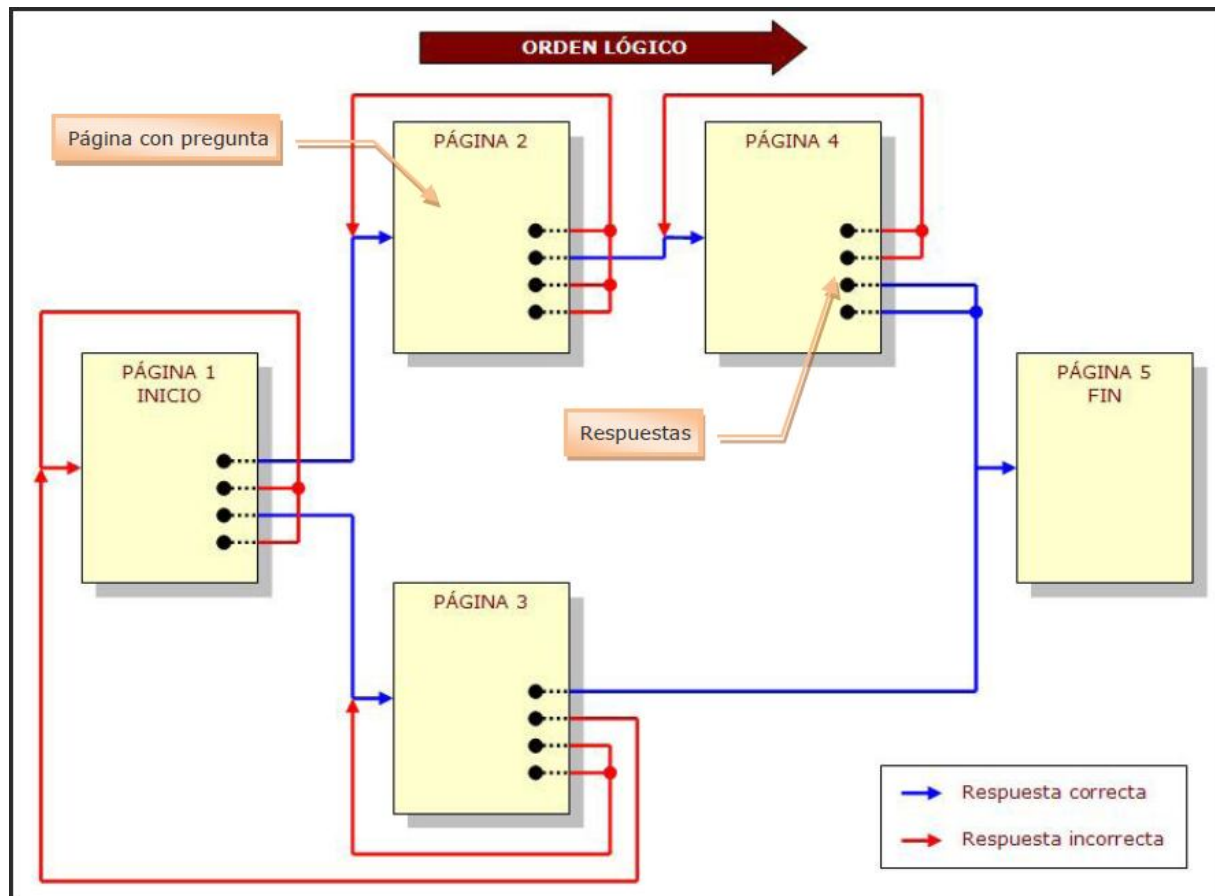 ORDEN LÓGICO
Página con pregunta
PÁGINA 2
PÁGINA 4
PÁGINA 1
INICIO
Respuestas
PÁGINA 5
FIN
PÁGINA 3
Respuesta correcta
Respuesta incorrecta